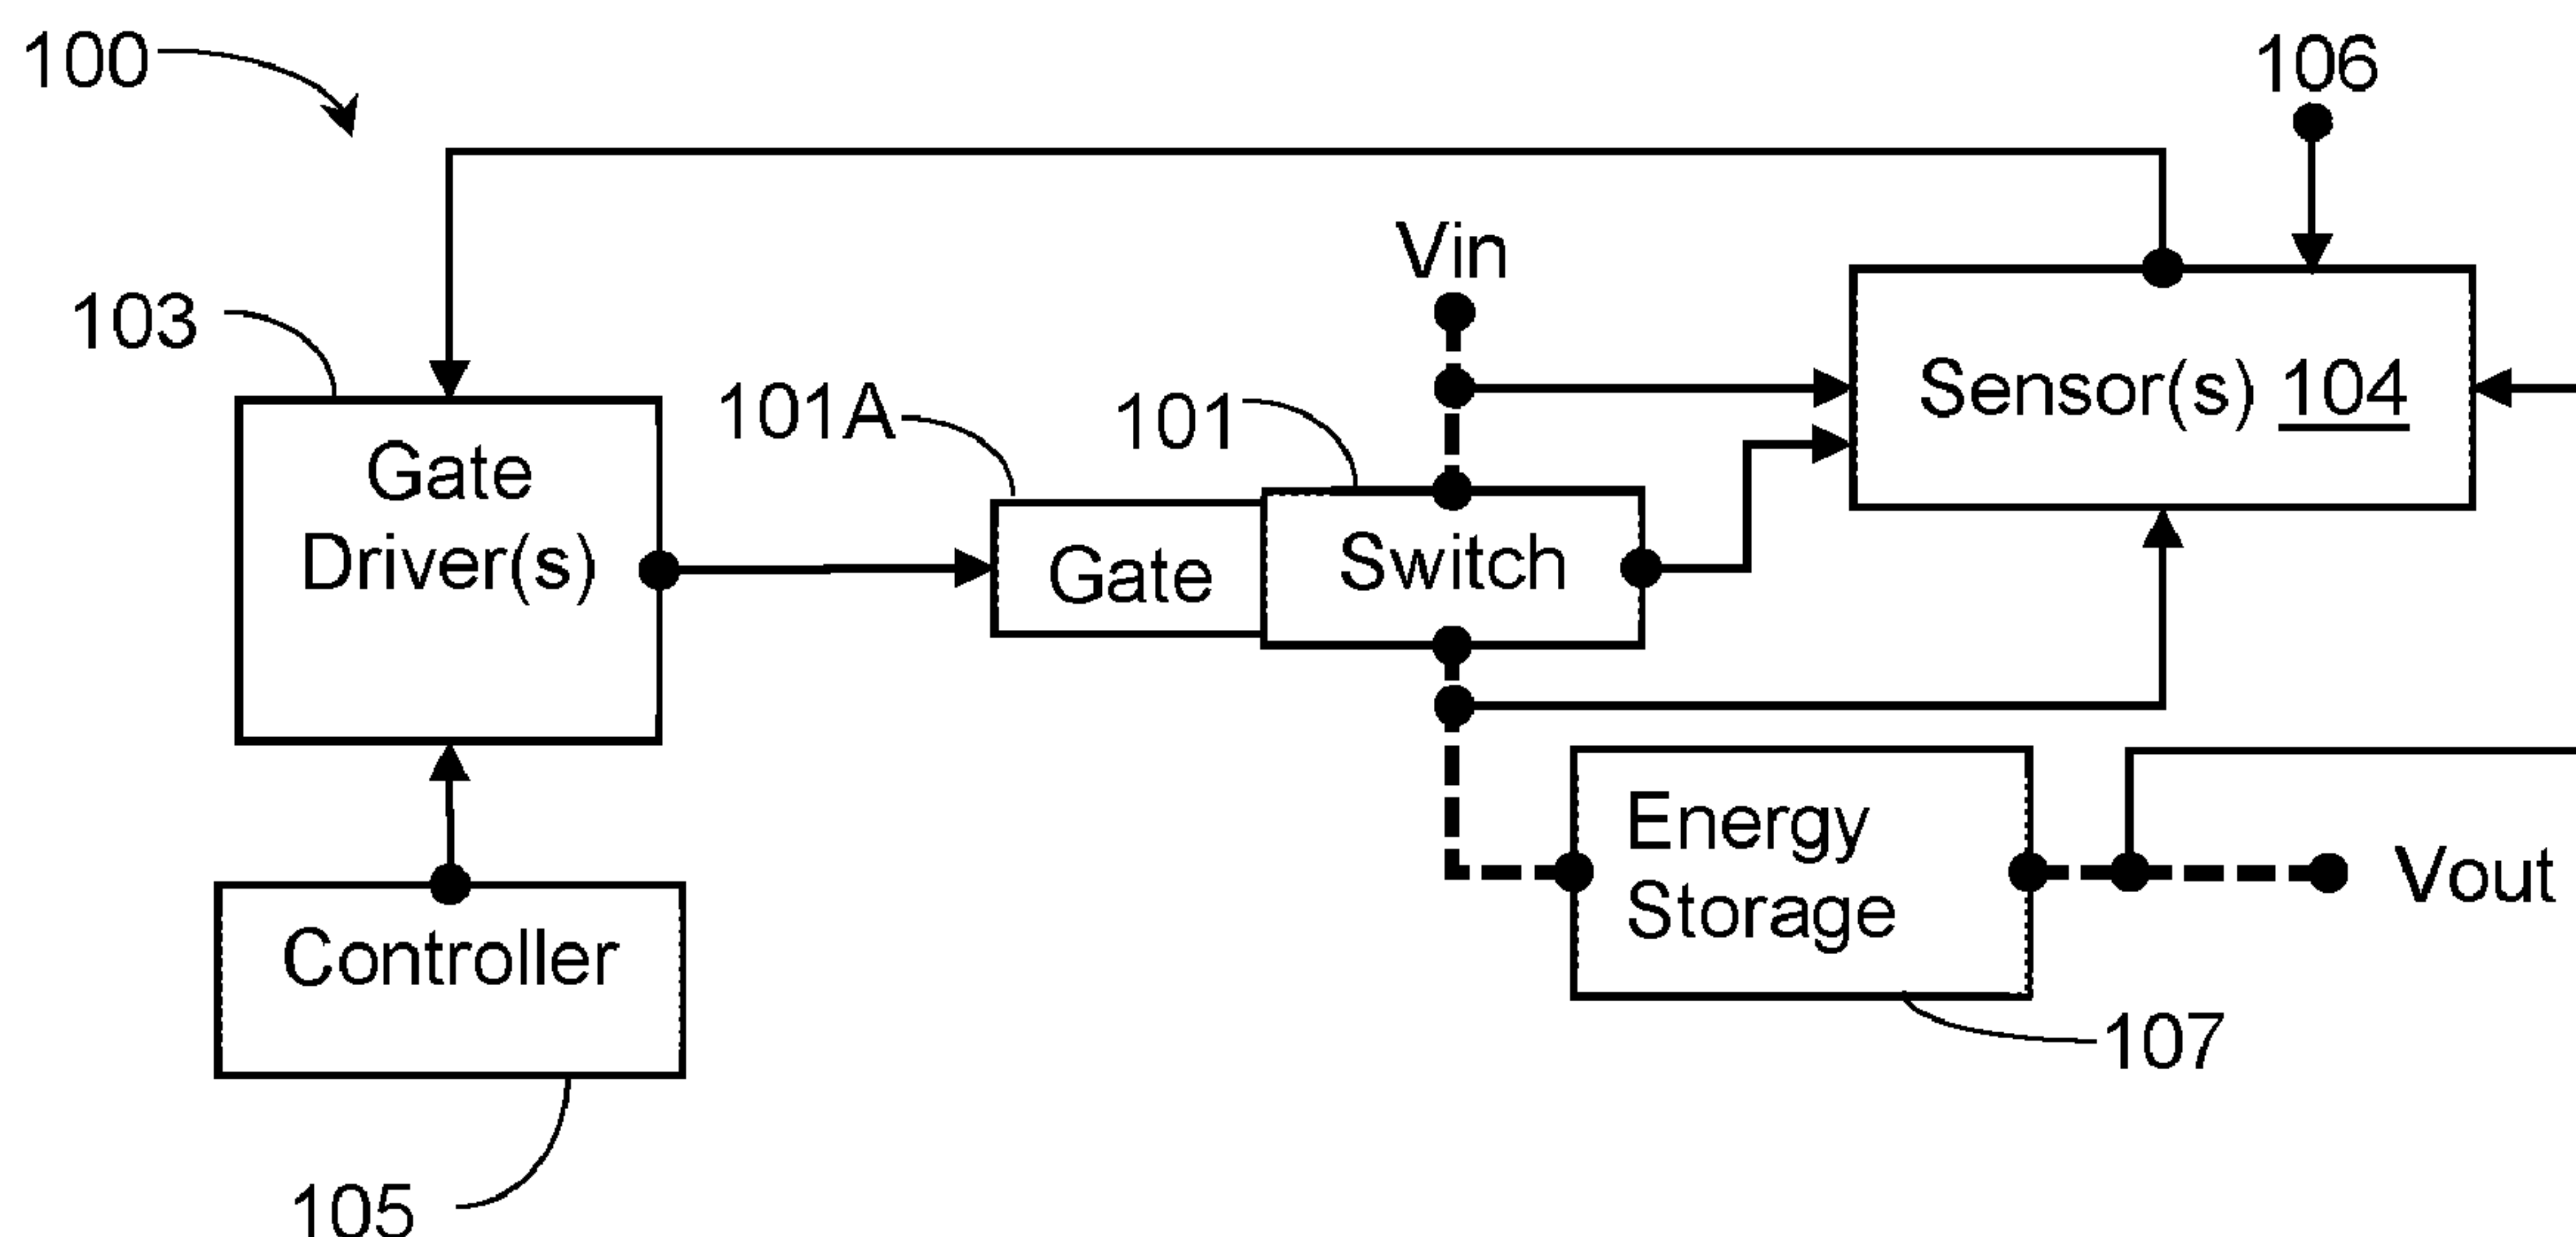 100
106
Vin
103
101A
101
Sensor(s) 104
Gate
Driver(s)
Gate
Switch
Energy
Storage
Vout
Controller
107
105